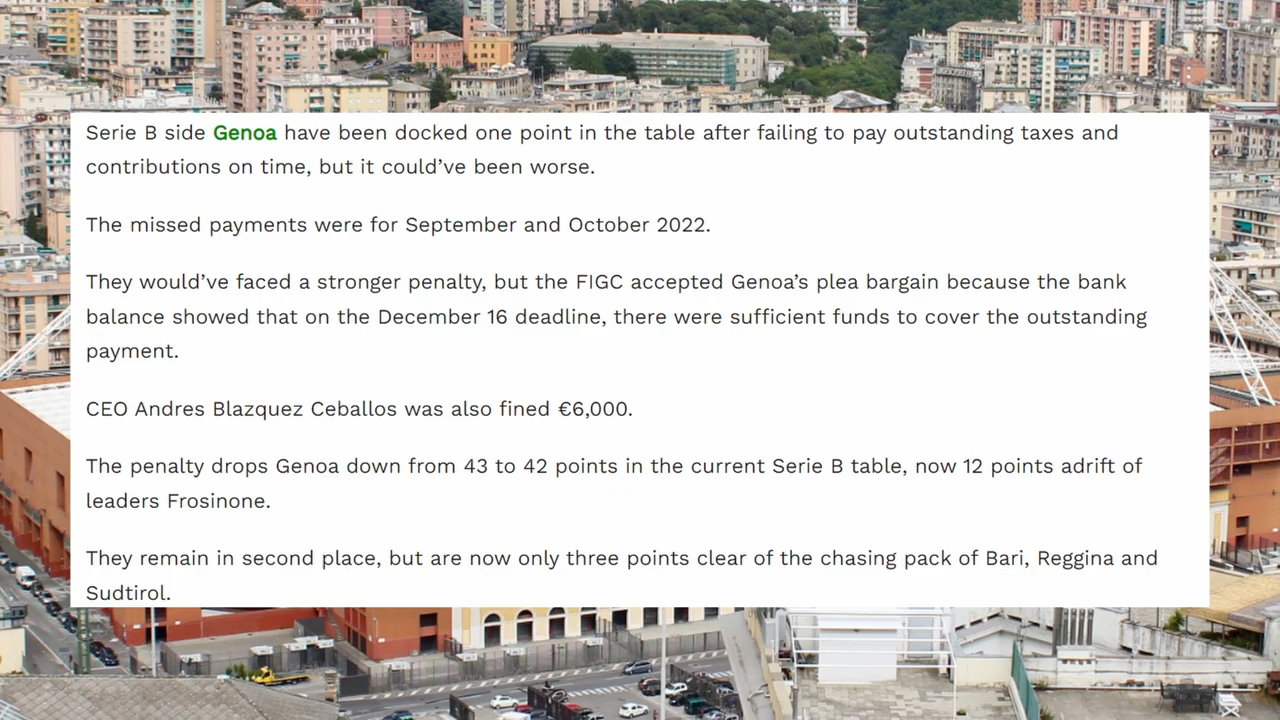 Serie B side Genoa have been docked one point in the table after failing to pay outstanding taxes and
contributions on time, but it could’ve been worse.
The missed payments were for September and October 2022.
They would’ve faced a stronger penalty, but the FIGC accepted Genoa’s plea bargain because the bank
balance showed that on the December 16 deadline, there were sufficient funds to cover the outstanding
payment.
CEO Andres Blazquez Ceballos was also fined €6,000.
The penalty drops Genoa down from 43 to 42 points in the current Serie B table, now 12 points adrift of
leaders Frosinone.
They remain in second place, but are now only three points clear of the chasing pack of Bari, Reggina and
Sudtirol.